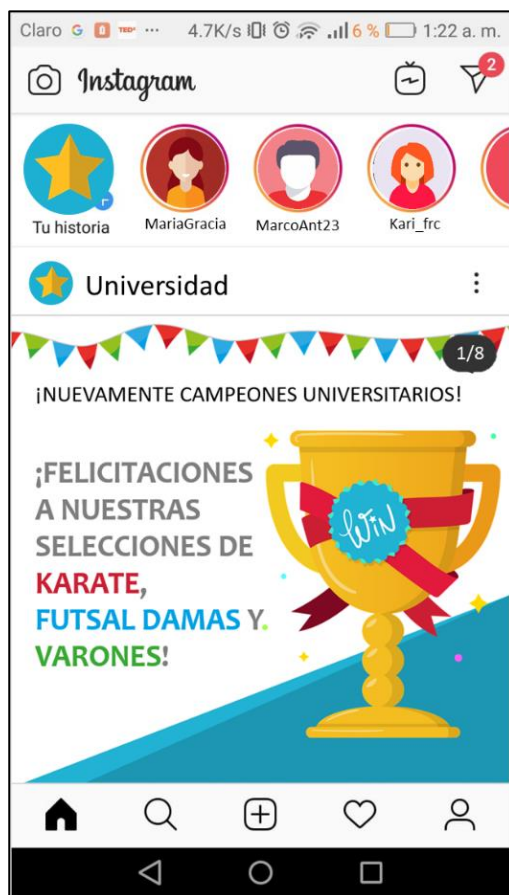 Claro G TED* ... 4.7K/s 6 % 1:22 a. m.
Instagram
2
Tu historia
MariaGracia
MarcoAnt23
Kari_frc
Universidad
1/8
¡NUEVAMENTE CAMPEONES UNIVERSITARIOS!
¡FELICITACIONES
A NUESTRAS
SELECCIONES DE
KARATE,
FUTSAL DAMAS Y
VARONES!
WIN